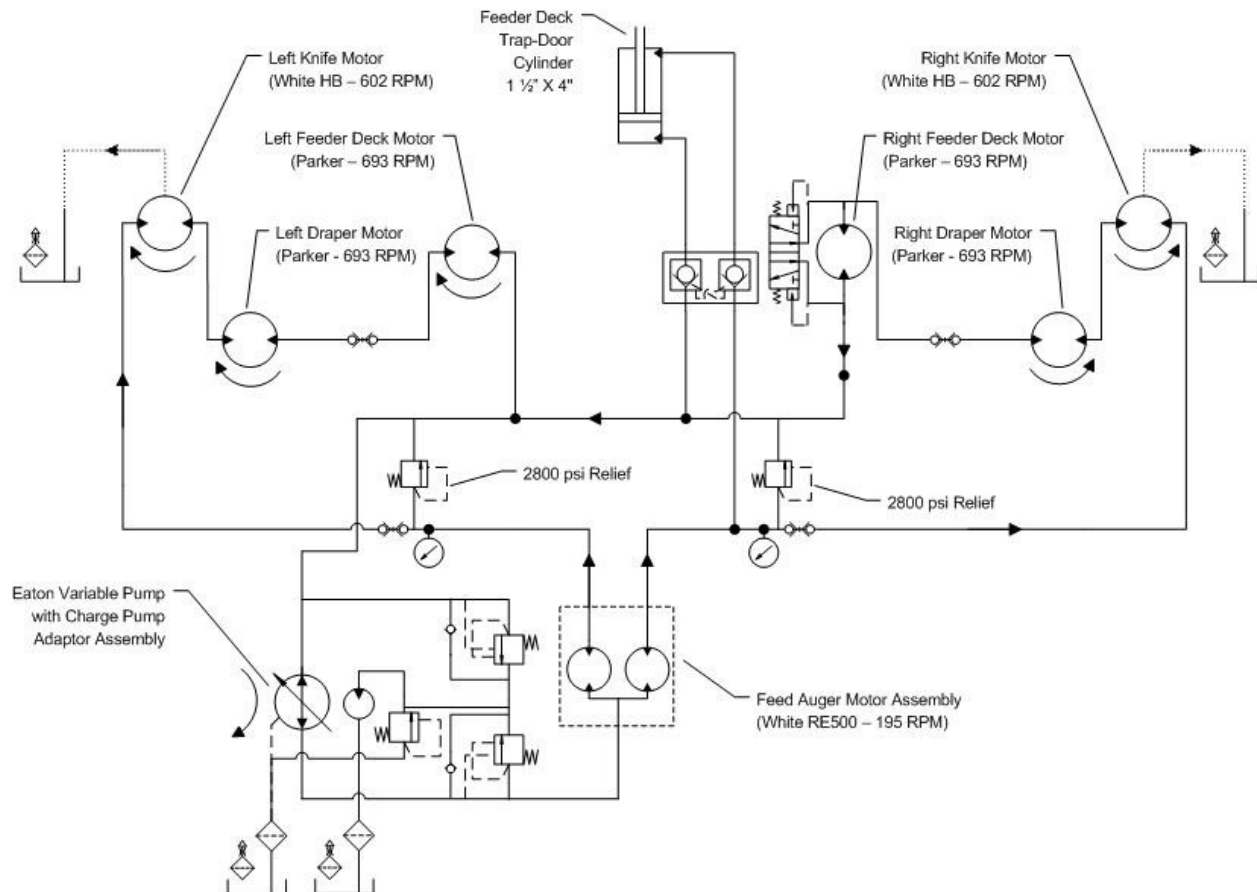 Feeder Deck
Trap-Door
Cylinder
1 ½” X 4"
Left Knife Motor
(White HB – 602 RPM)
Right Knife Motor
(White HB – 602 RPM)
Left Feeder Deck Motor
(Parker – 693 RPM)
Right Feeder Deck Motor
(Parker – 693 RPM)
Left Draper Motor
(Parker - 693 RPM)
Right Draper Motor
(Parker - 693 RPM)
2800 psi Relief
2800 psi Relief
Eaton Variable Pump
with Charge Pump
Adaptor Assembly
Feed Auger Motor Assembly
(White RE500 – 195 RPM)